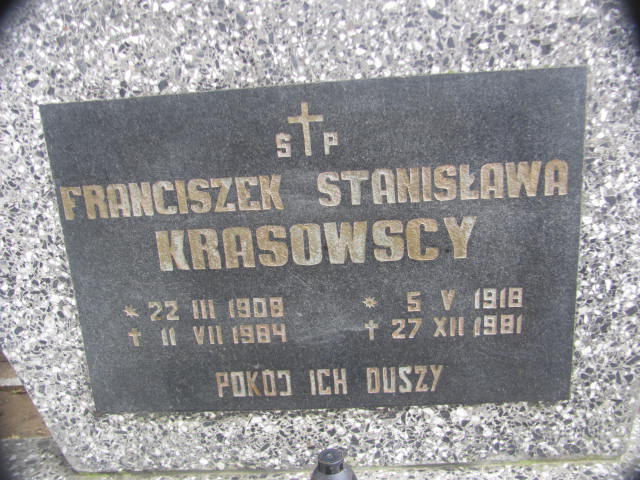 Ś†P
FRANCISZEK STANISŁAWA
KRASOWSCY
* 22 III 1908 * 5 V 1918
† 11 VII 1984 † 27 XII 1981
POKÓJ ICH DUSZY